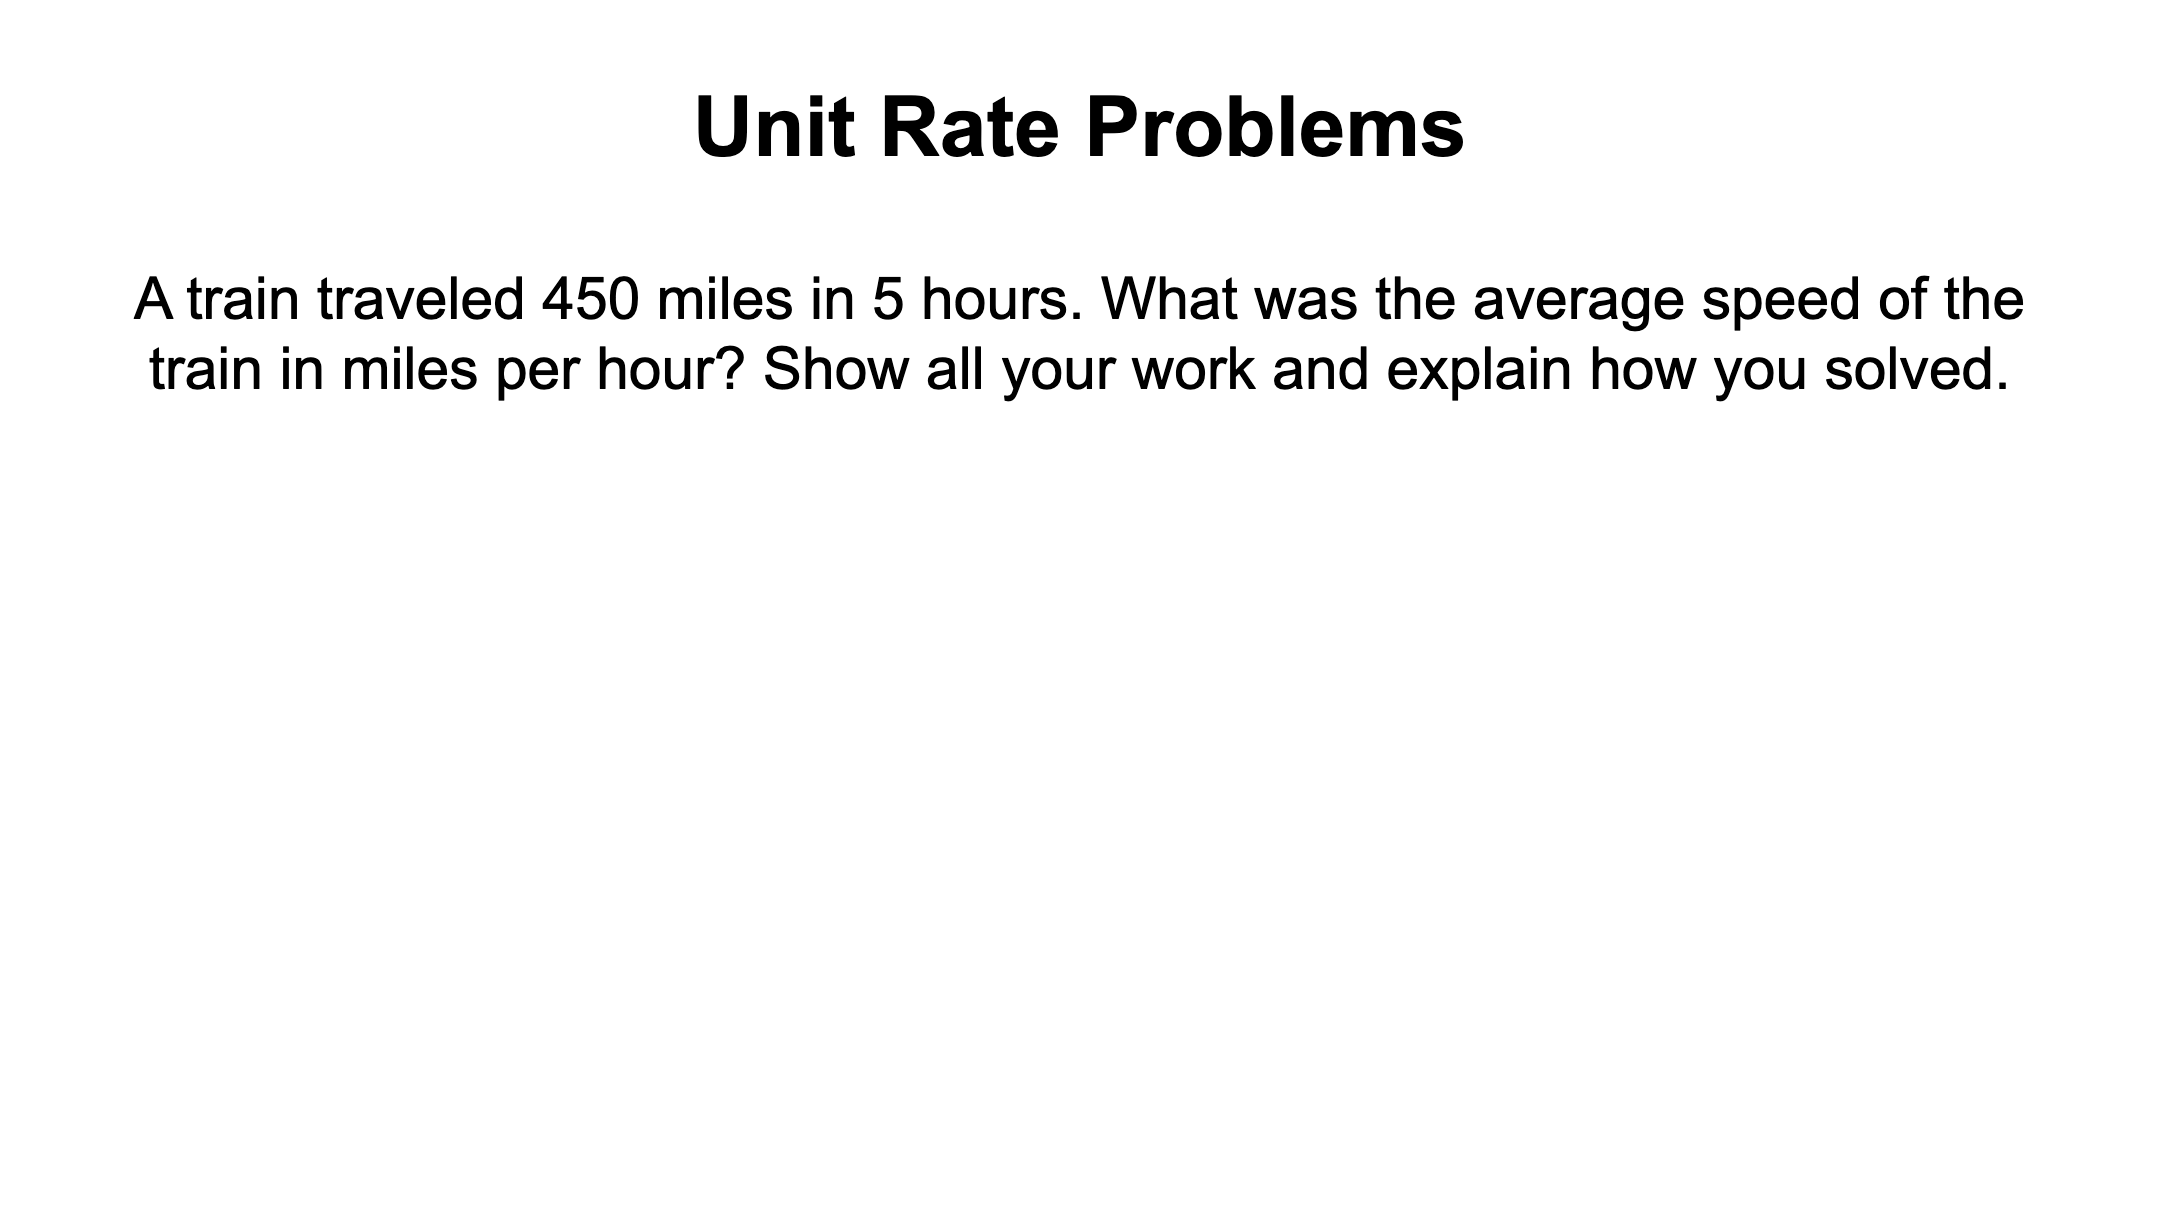 Unit Rate Problems
A train traveled 450 miles in 5 hours. What was the average speed of the
train in miles per hour? Show all your work and explain how you solved.